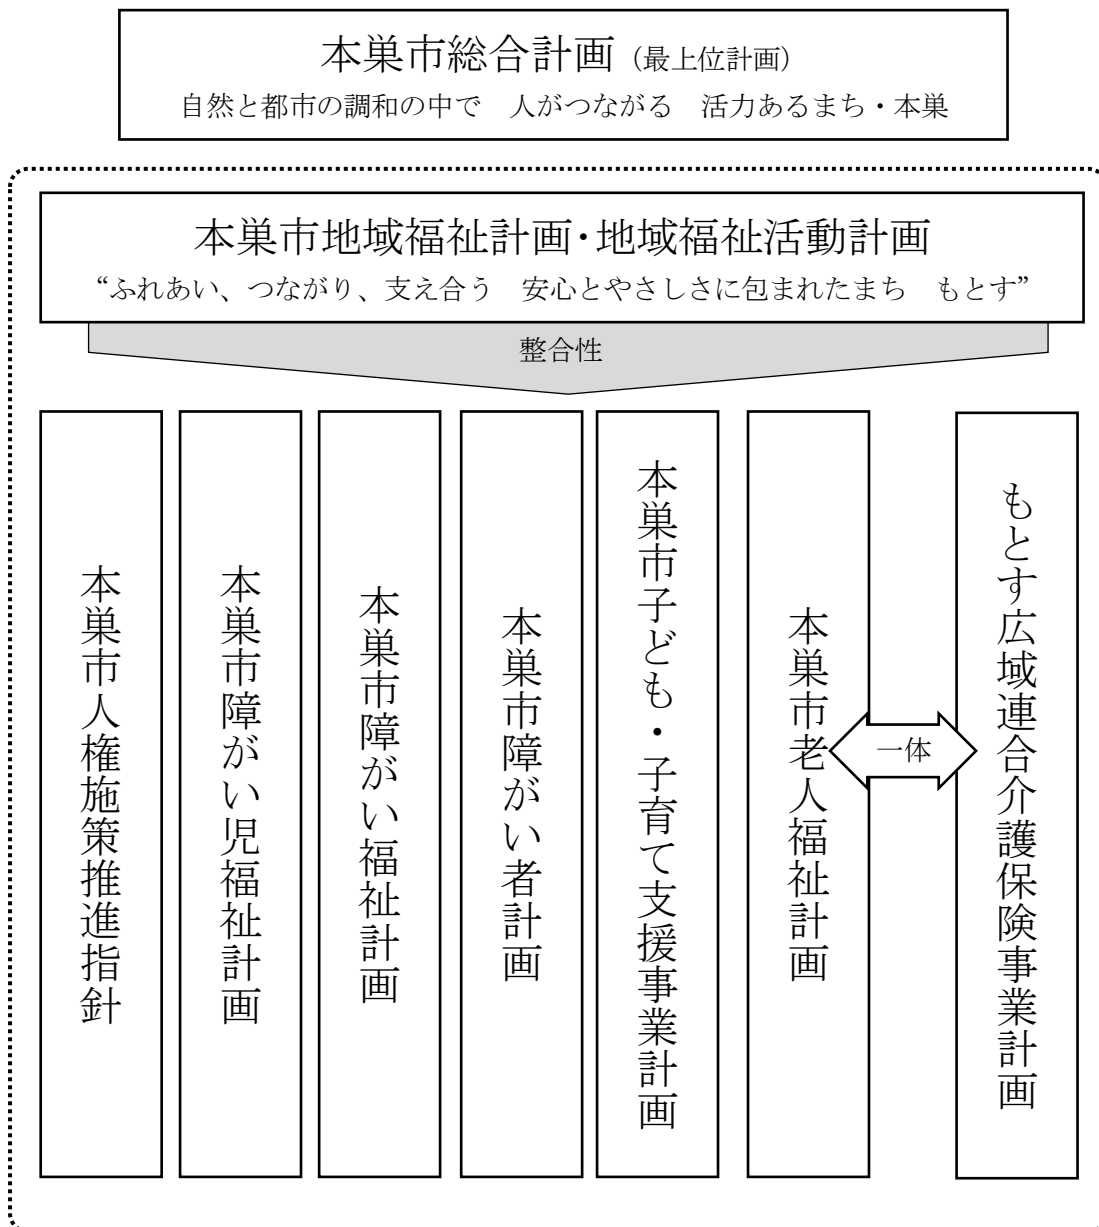 本巣市総合計画（最上位計画）
自然と都市の調和の中で　人がつながる　活力あるまち・本巣
本巣市地域福祉計画・地域福祉活動計画
“ふれあい、つながり、支え合う　安心とやさしさに包まれたまち　もとす”
整合性
本巣市人権施策推進指針
本巣市障がい児福祉計画
本巣市障がい福祉計画
本巣市障がい者計画
本巣市子ども・子育て支援事業計画
本巣市老人福祉計画
一体
もとす広域連合介護保険事業計画